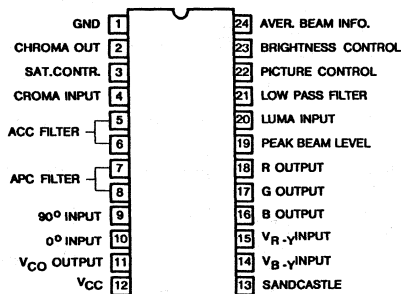 GND 1
CHROMA OUT 2
SAT.CONTR. 3
CROMA INPUT 4
ACC FILTER 5
6
APC FILTER 7
8
90° INPUT 9
0° INPUT 10
VCO OUTPUT 11
VCC 12
24 AVER. BEAM INFO.
23 BRIGHTNESS CONTROL
22 PICTURE CONTROL
21 LOW PASS FILTER
20 LUMA INPUT
19 PEAK BEAM LEVEL
18 R OUTPUT
17 G OUTPUT
16 B OUTPUT
15 VR-Y INPUT
14 VB-Y INPUT
13 SANDCASTLE